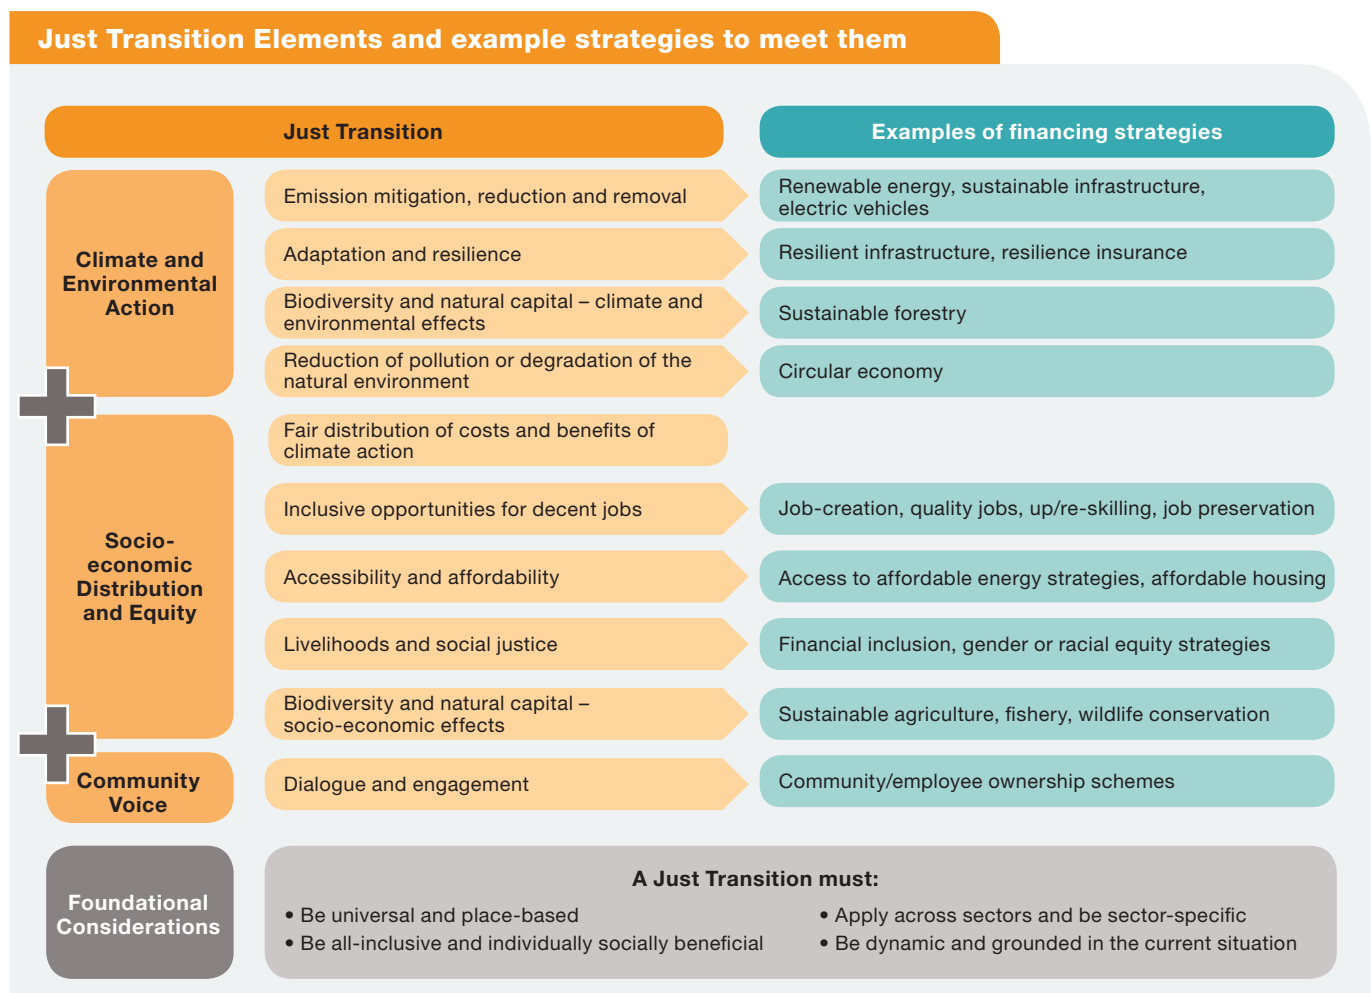 Just Transition Elements and example strategies to meet them
Just Transition
Examples of financing strategies
Climate and
Environmental
Action
Emission mitigation, reduction and removal
Renewable energy, sustainable infrastructure,
electric vehicles
Adaptation and resilience
Resilient infrastructure, resilience insurance
Biodiversity and natural capital – climate and
environmental effects
Sustainable forestry
Reduction of pollution or degradation of the
natural environment
Circular economy
Socio-
economic
Distribution
and Equity
Fair distribution of costs and benefits of
climate action
Inclusive opportunities for decent jobs
Job-creation, quality jobs, up/re-skilling, job preservation
Accessibility and affordability
Access to affordable energy strategies, affordable housing
Livelihoods and social justice
Financial inclusion, gender or racial equity strategies
Biodiversity and natural capital –
socio-economic effects
Sustainable agriculture, fishery, wildlife conservation
Community
Voice
Dialogue and engagement
Community/employee ownership schemes
Foundational
Considerations
A Just Transition must:
• Be universal and place-based
• Be all-inclusive and individually socially beneficial
• Apply across sectors and be sector-specific
• Be dynamic and grounded in the current situation